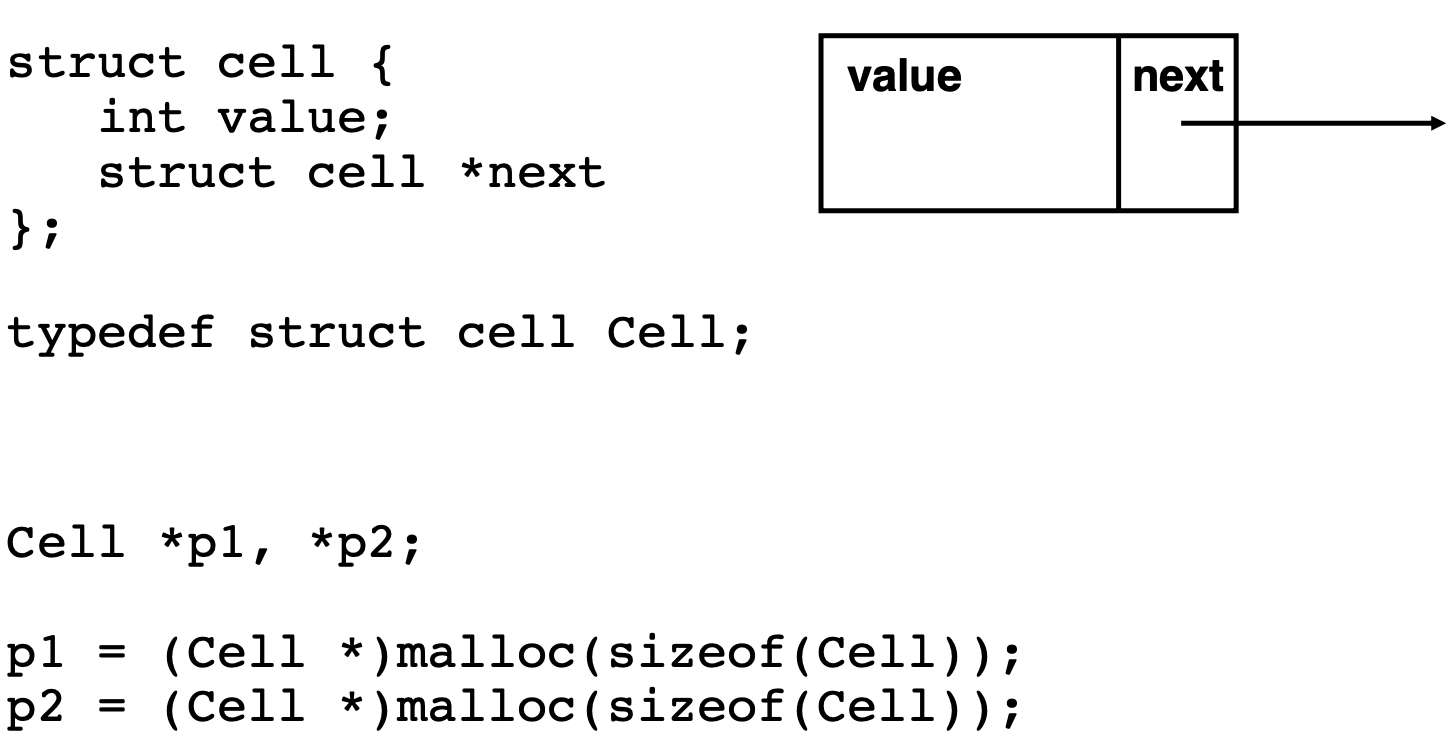 struct cell {
   int value;
   struct cell *next
};
typedef struct cell Cell;
Cell *p1, *p2;
p1 = (Cell *)malloc(sizeof(Cell));
p2 = (Cell *)malloc(sizeof(Cell));
value
next